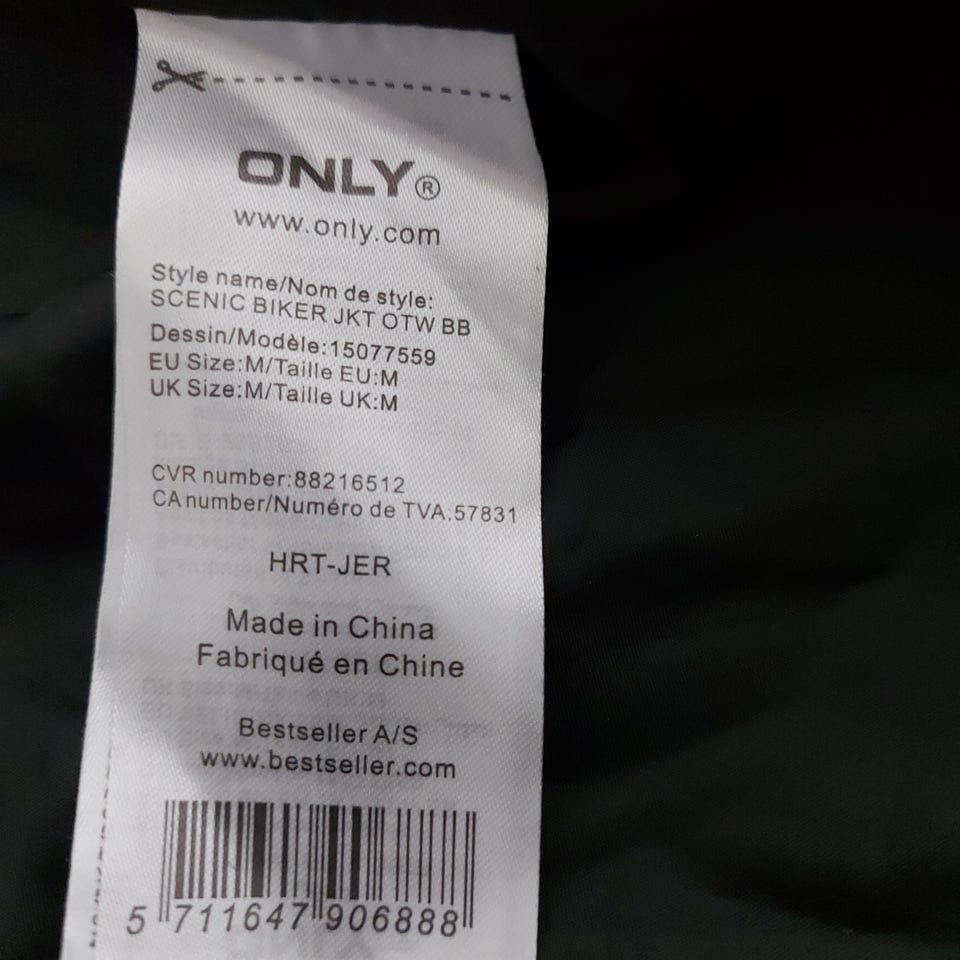 ONLY®
www.only.com
Style name/Nom de style:
SCENIC BIKER JKT OTW BB
Dessin/Modèle:15077559
EU Size:M/Taille EU:M
UK Size:M/Taille UK:M
CVR number:88216512
CA number/Numéro de TVA:57831
HRT-JER
Made in China
Fabriqué en Chine
Bestseller A/S
www.bestseller.com
5 711647 906888